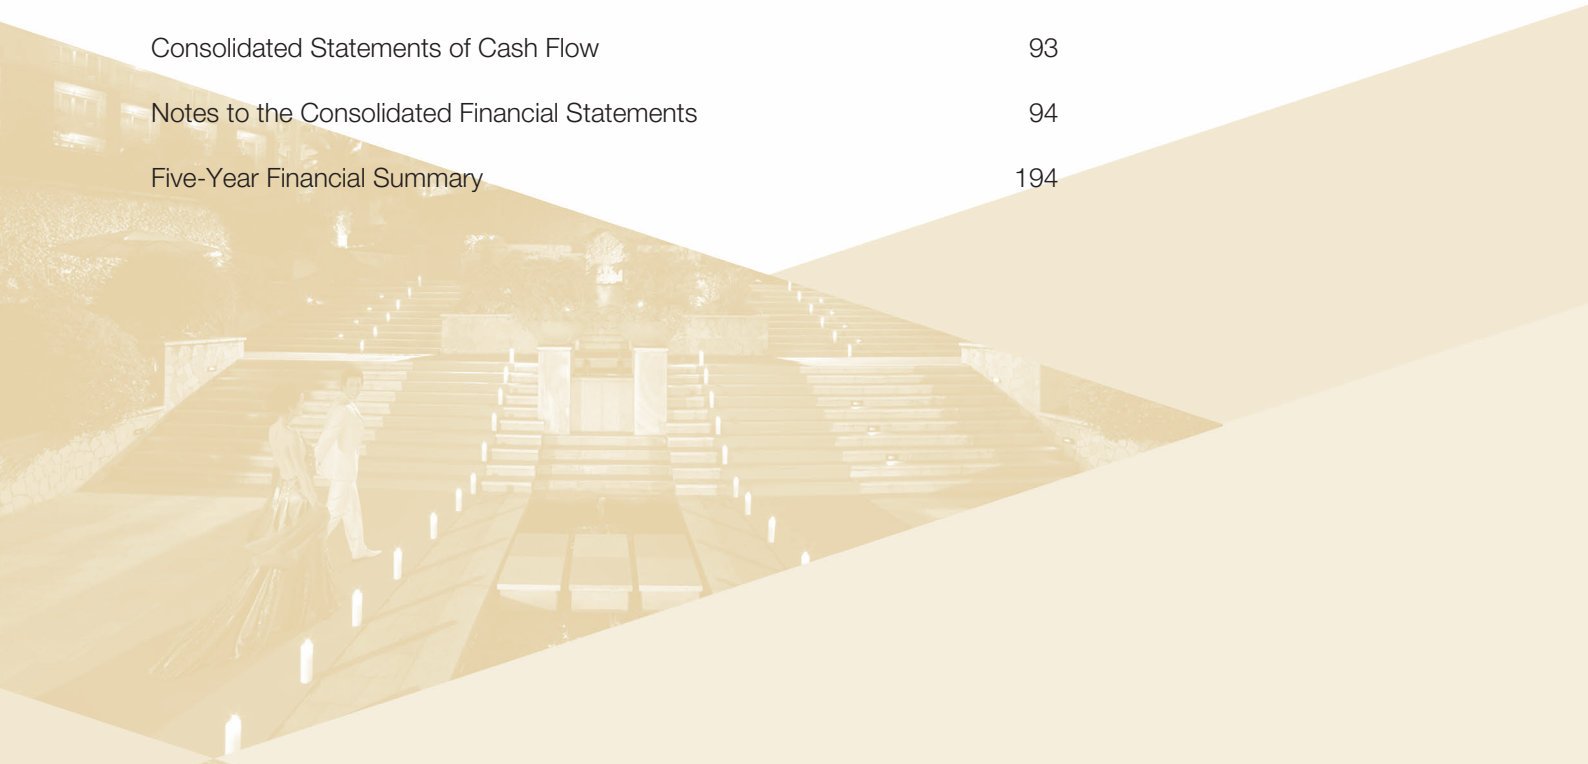 Consolidated Statements of Cash Flow 93
Notes to the Consolidated Financial Statements 94
Five-Year Financial Summary 194